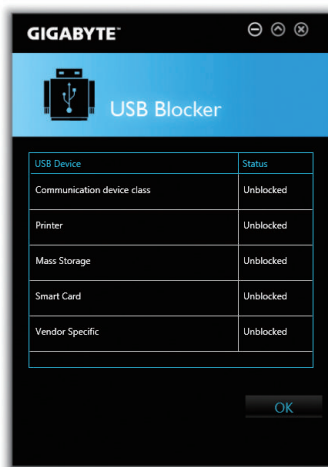 GIGABYTE™
USB Blocker
USB Device Status
Communication device class Unblocked
Printer Unblocked
Mass Storage Unblocked
Smart Card Unblocked
Vendor Specific Unblocked
OK